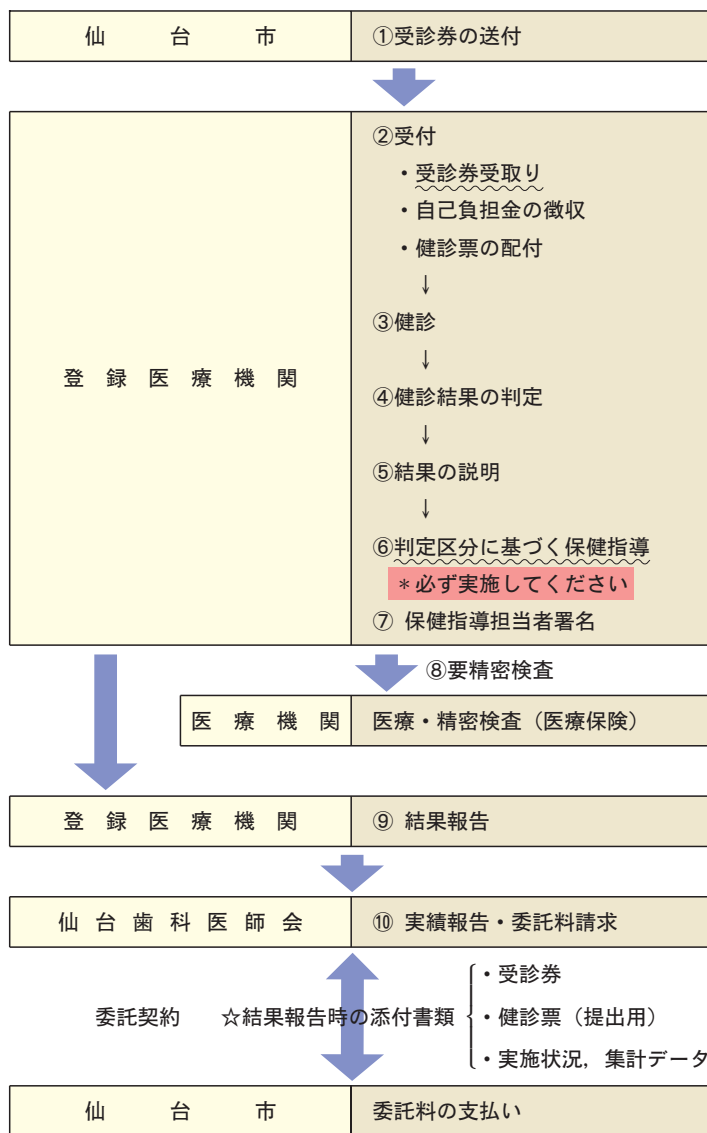 仙台市 ①受診券の送付
②受付
・受診券受取り
・自己負担金の徴収
・健診票の配付
↓
③健診
↓
登録医療機関 ④健診結果の判定
↓
⑤結果の説明
↓
⑥判定区分に基づく保健指導
＊必ず実施してください
⑦ 保健指導担当者署名
⑧要精密検査
医療機関 医療・精密検査（医療保険）
登録医療機関 ⑨ 結果報告
仙台歯科医師会 ⑩ 実績報告・委託料請求
委託契約 ☆結果報告時の添付書類
・受診券
・健診票（提出用）
・実施状況，集計データ
仙台市 委託料の支払い